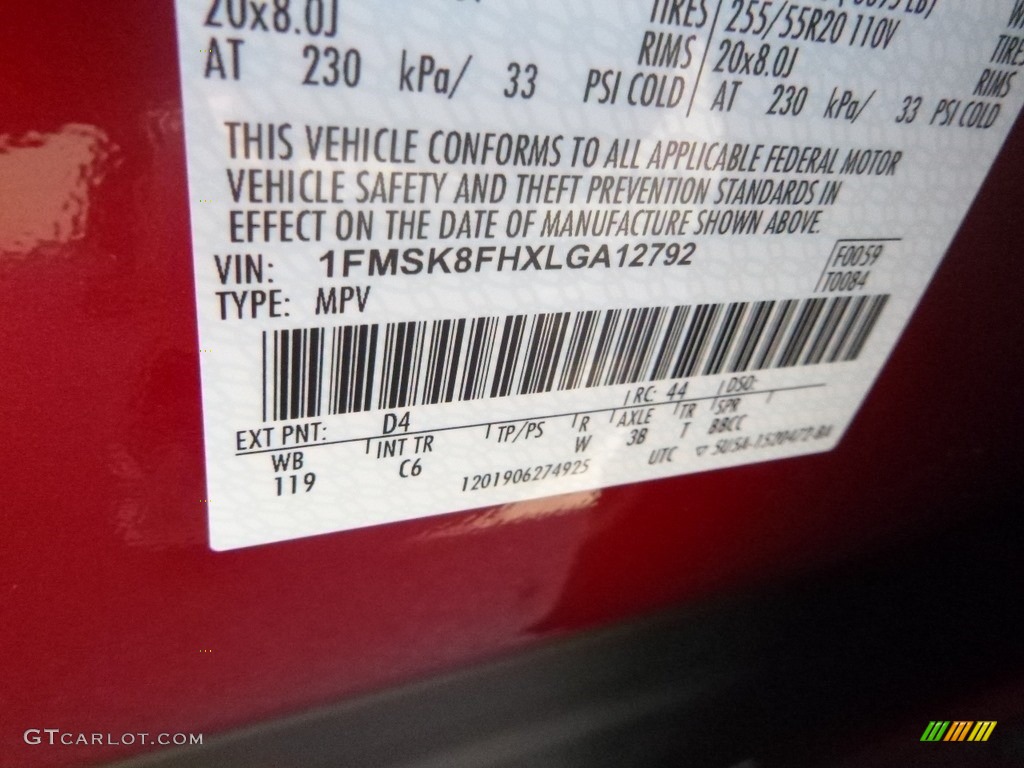 20x8.0J
AT 230 kPa/ 33 PSI COLD
TIRES 255/55R20 110V
RIMS 20x8.0J
AT 230 kPa/ 33 PSI COLD
TIRES
RIMS
THIS VEHICLE CONFORMS TO ALL APPLICABLE FEDERAL MOTOR
VEHICLE SAFETY AND THEFT PREVENTION STANDARDS IN
EFFECT ON THE DATE OF MANUFACTURE SHOWN ABOVE.
VIN: 1FMSK8FHXLGA12792
F0059
TYPE: MPV
T0084
EXT PNT: D4 RC: 44 DSO:
WB INT TR TP/PS R AXLE TR SPR
119 C6 W 3B T BBCC
1201906274925 UTC
GTCARLOT.COM